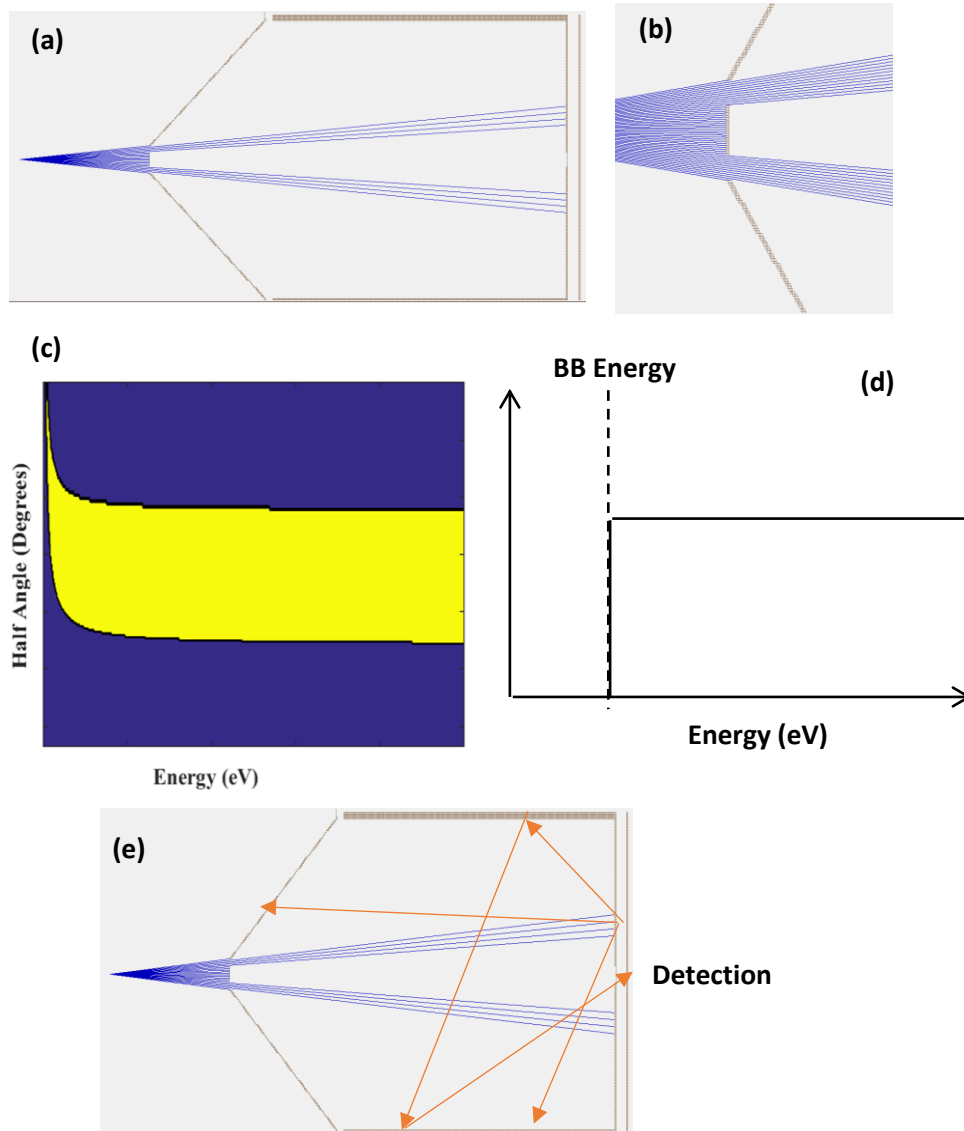 (a)
(b)
(c)
Half Angle (Degrees)
Energy (eV)
BB Energy
(d)
Energy (eV)
(e)
Detection